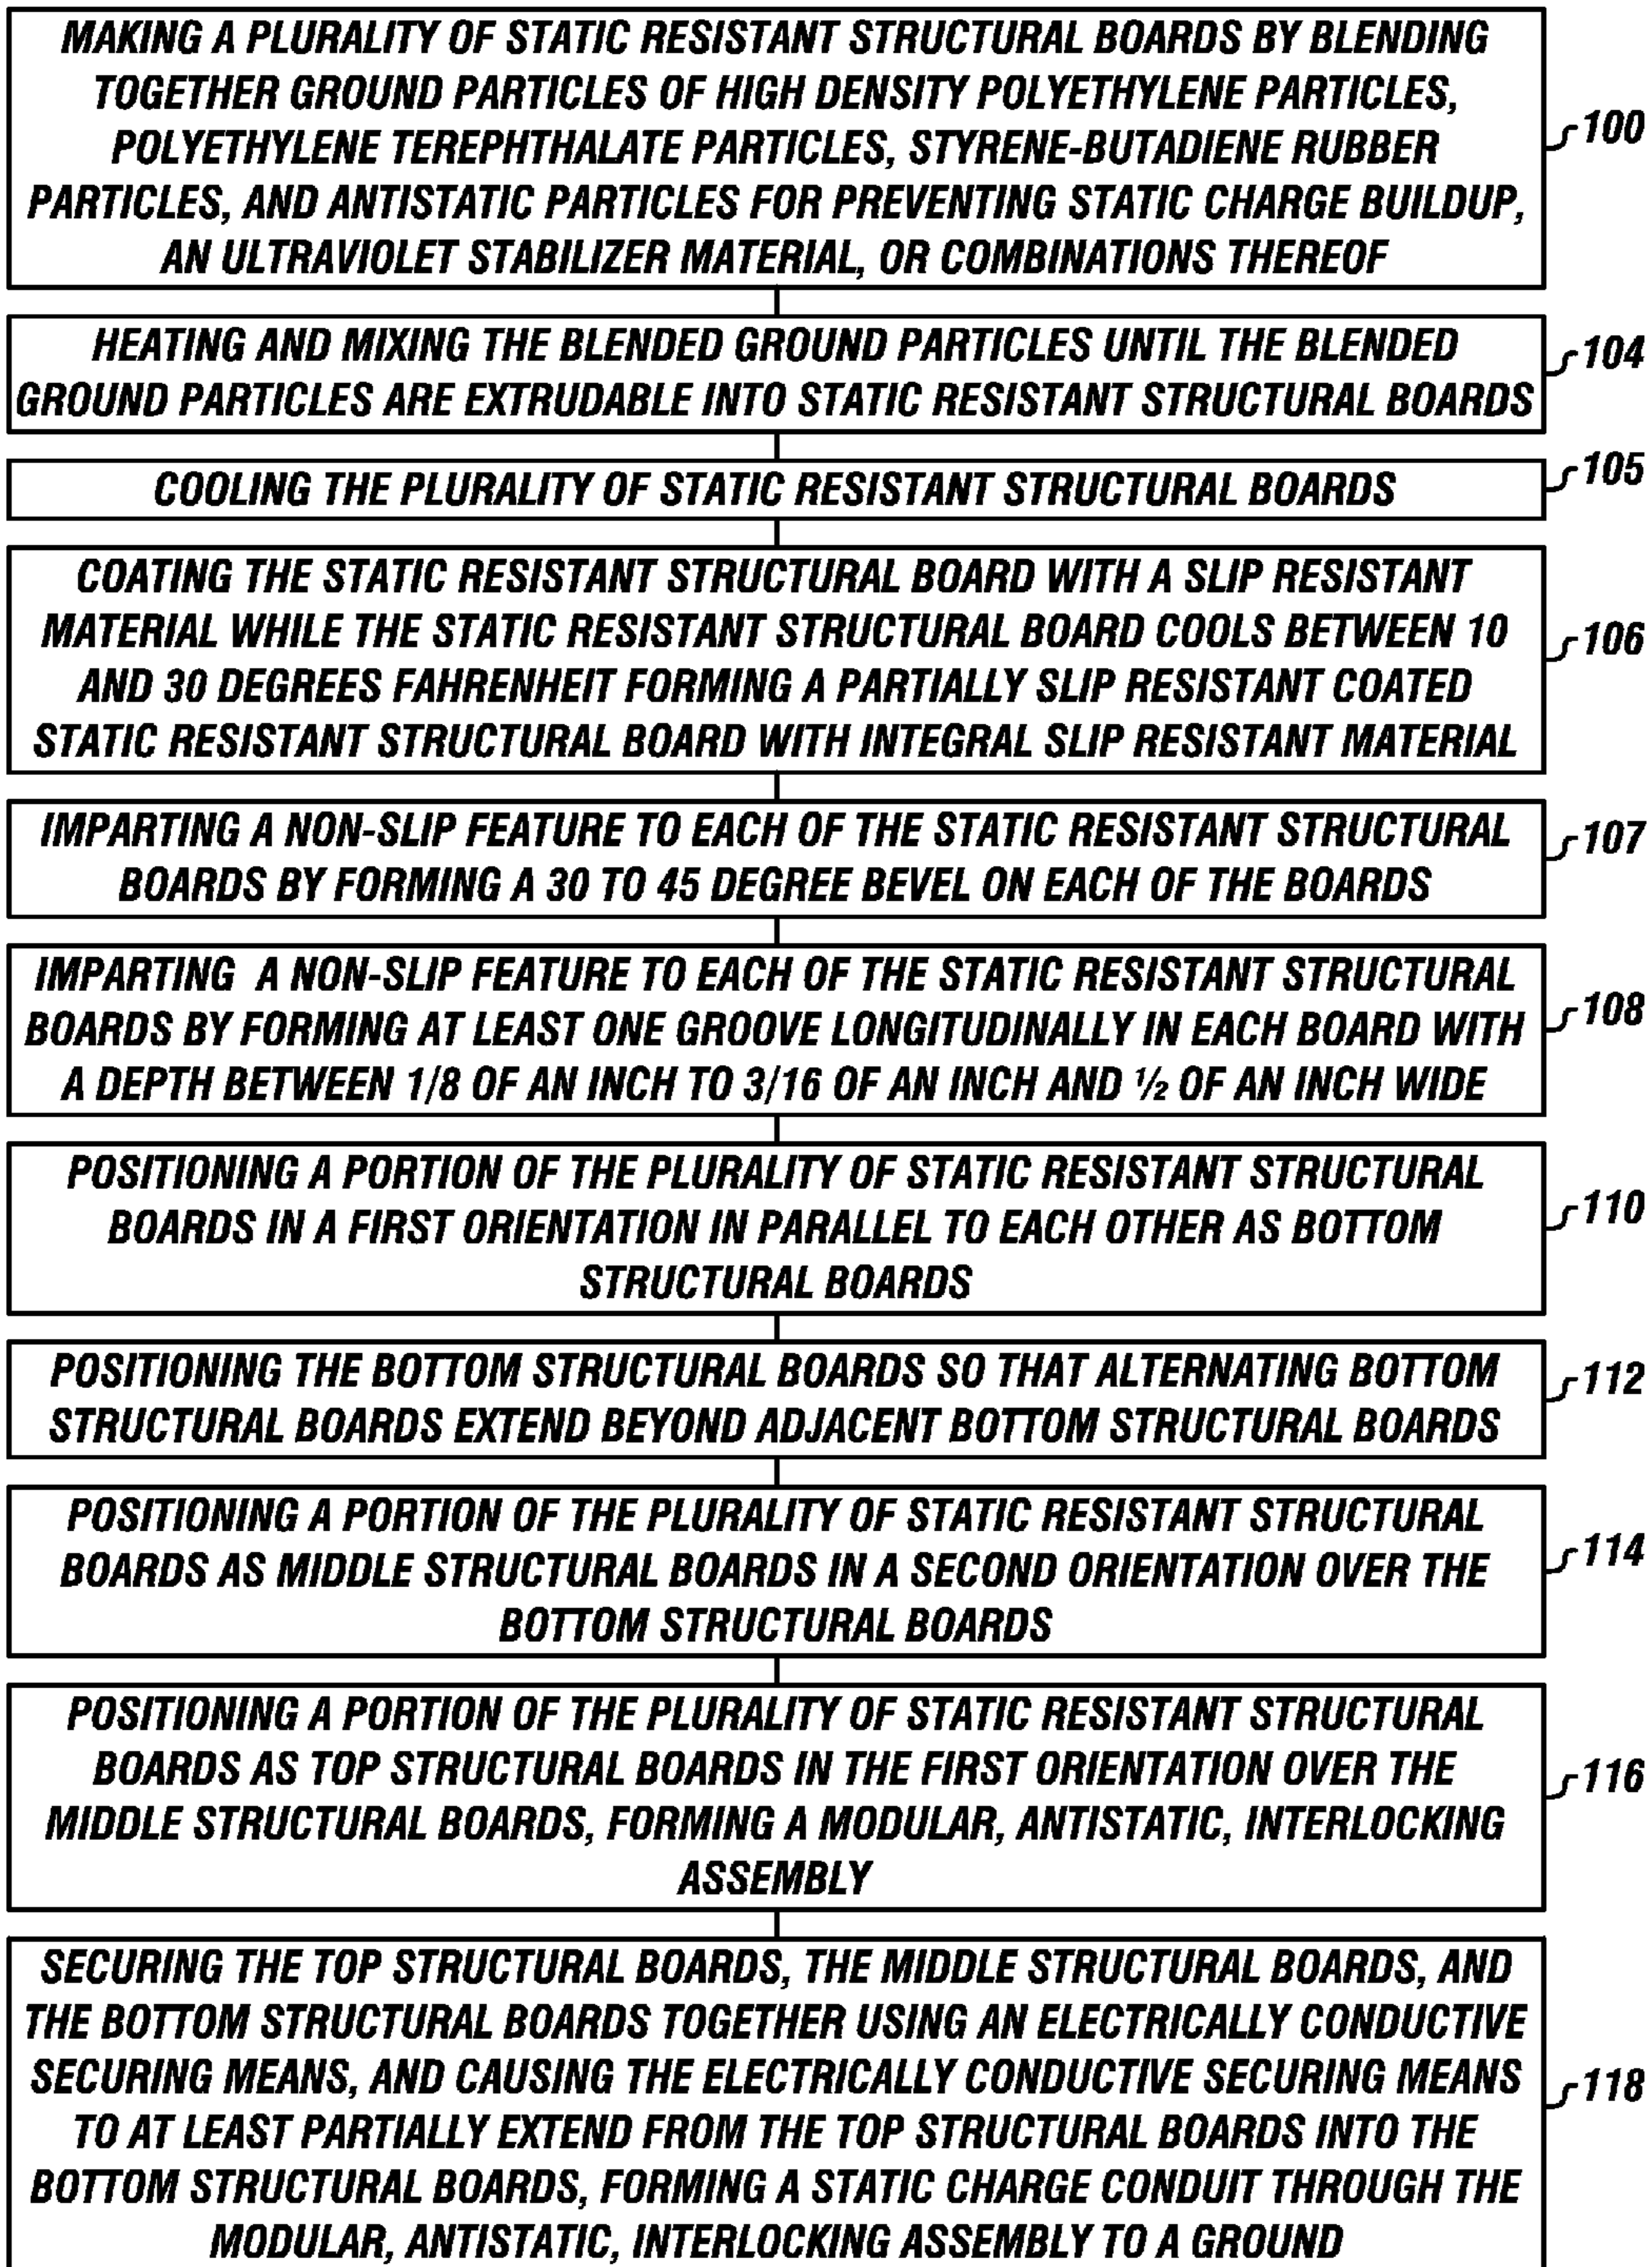 MAKING A PLURALITY OF STATIC RESISTANT STRUCTURAL BOARDS BY BLENDING
TOGETHER GROUND PARTICLES OF HIGH DENSITY POLYETHYLENE PARTICLES,
POLYETHYLENE TEREPHTHALATE PARTICLES, STYRENE-BUTADIENE RUBBER
PARTICLES, AND ANTISTATIC PARTICLES FOR PREVENTING STATIC CHARGE BUILDUP,
AN ULTRAVIOLET STABILIZER MATERIAL, OR COMBINATIONS THEREOF
100
HEATING AND MIXING THE BLENDED GROUND PARTICLES UNTIL THE BLENDED
GROUND PARTICLES ARE EXTRUDABLE INTO STATIC RESISTANT STRUCTURAL BOARDS
104
COOLING THE PLURALITY OF STATIC RESISTANT STRUCTURAL BOARDS
105
COATING THE STATIC RESISTANT STRUCTURAL BOARD WITH A SLIP RESISTANT
MATERIAL WHILE THE STATIC RESISTANT STRUCTURAL BOARD COOLS BETWEEN 10
AND 30 DEGREES FAHRENHEIT FORMING A PARTIALLY SLIP RESISTANT COATED
STATIC RESISTANT STRUCTURAL BOARD WITH INTEGRAL SLIP RESISTANT MATERIAL
106
IMPARTING A NON-SLIP FEATURE TO EACH OF THE STATIC RESISTANT STRUCTURAL
BOARDS BY FORMING A 30 TO 45 DEGREE BEVEL ON EACH OF THE BOARDS
107
IMPARTING A NON-SLIP FEATURE TO EACH OF THE STATIC RESISTANT STRUCTURAL
BOARDS BY FORMING AT LEAST ONE GROOVE LONGITUDINALLY IN EACH BOARD WITH
A DEPTH BETWEEN 1/8 OF AN INCH TO 3/16 OF AN INCH AND ½ OF AN INCH WIDE
108
POSITIONING A PORTION OF THE PLURALITY OF STATIC RESISTANT STRUCTURAL
BOARDS IN A FIRST ORIENTATION IN PARALLEL TO EACH OTHER AS BOTTOM
STRUCTURAL BOARDS
110
POSITIONING THE BOTTOM STRUCTURAL BOARDS SO THAT ALTERNATING BOTTOM
STRUCTURAL BOARDS EXTEND BEYOND ADJACENT BOTTOM STRUCTURAL BOARDS
112
POSITIONING A PORTION OF THE PLURALITY OF STATIC RESISTANT STRUCTURAL
BOARDS AS MIDDLE STRUCTURAL BOARDS IN A SECOND ORIENTATION OVER THE
BOTTOM STRUCTURAL BOARDS
114
POSITIONING A PORTION OF THE PLURALITY OF STATIC RESISTANT STRUCTURAL
BOARDS AS TOP STRUCTURAL BOARDS IN THE FIRST ORIENTATION OVER THE
MIDDLE STRUCTURAL BOARDS, FORMING A MODULAR, ANTISTATIC, INTERLOCKING
ASSEMBLY
116
SECURING THE TOP STRUCTURAL BOARDS, THE MIDDLE STRUCTURAL BOARDS, AND
THE BOTTOM STRUCTURAL BOARDS TOGETHER USING AN ELECTRICALLY CONDUCTIVE
SECURING MEANS, AND CAUSING THE ELECTRICALLY CONDUCTIVE SECURING MEANS
TO AT LEAST PARTIALLY EXTEND FROM THE TOP STRUCTURAL BOARDS INTO THE
BOTTOM STRUCTURAL BOARDS, FORMING A STATIC CHARGE CONDUIT THROUGH THE
MODULAR, ANTISTATIC, INTERLOCKING ASSEMBLY TO A GROUND
118